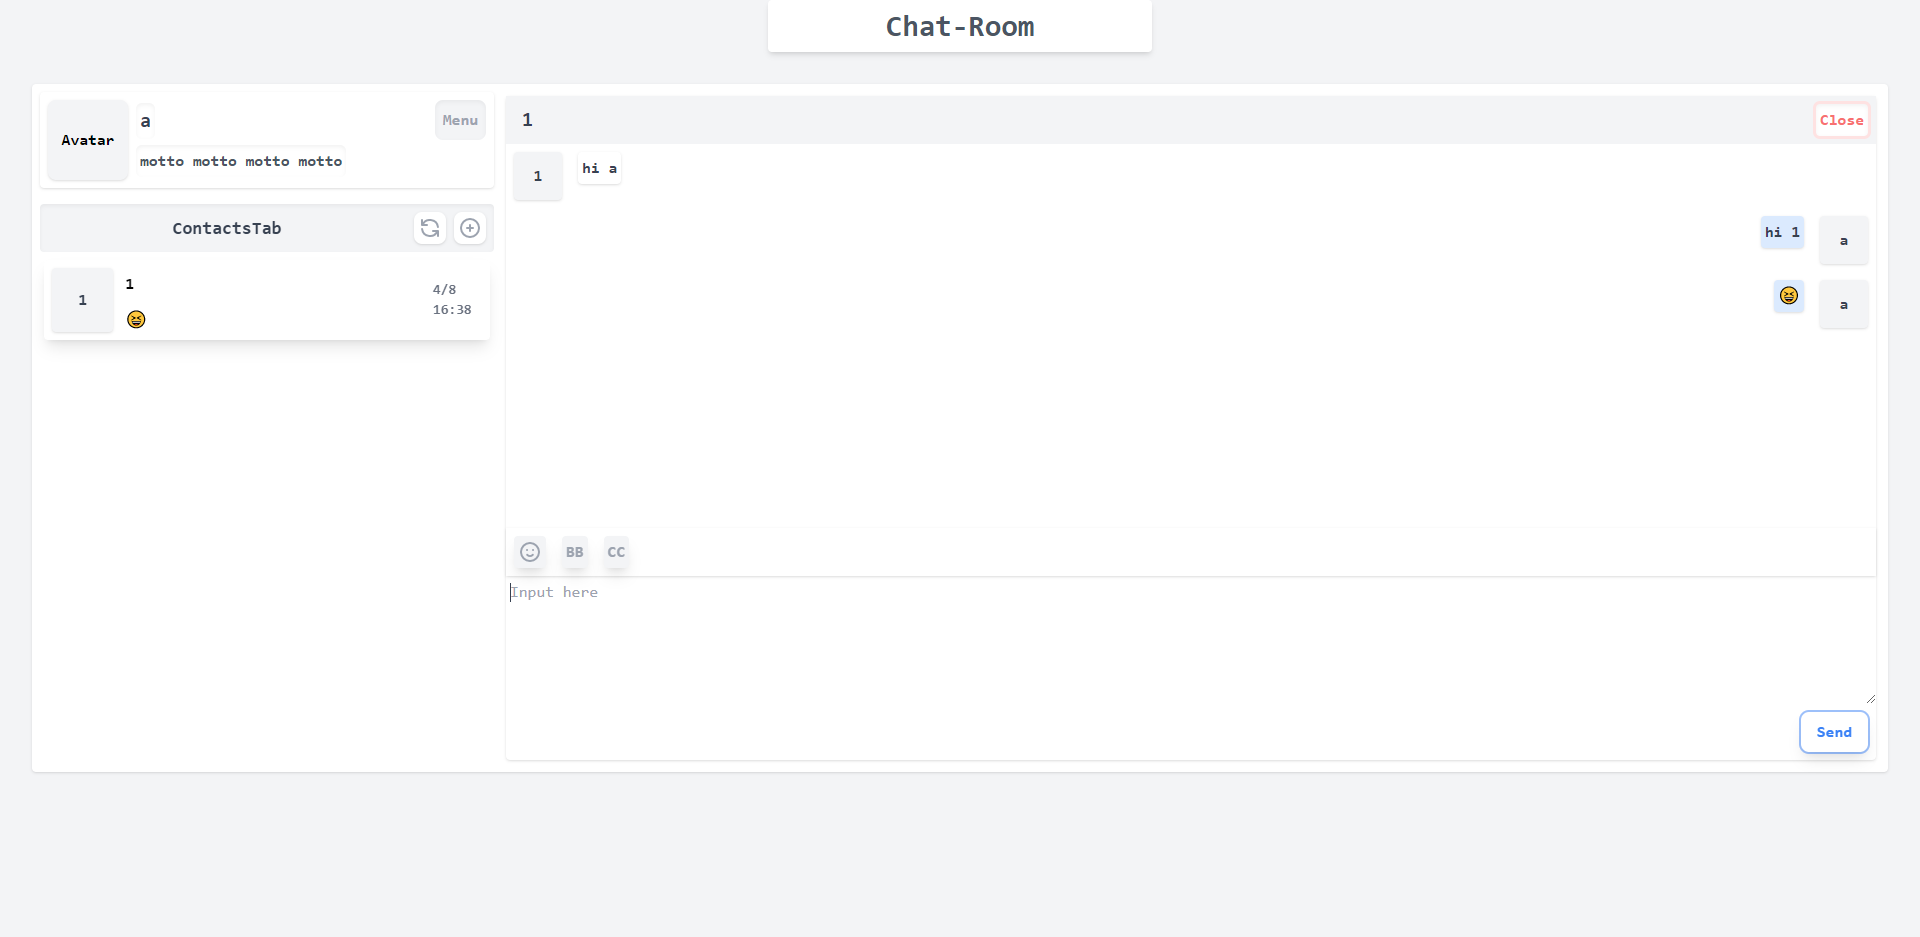 Chat-Room
Avatar
a
Menu
motto motto motto motto
ContactsTab
1
1
😆
4/8
16:38
1
Close
1
hi a
hi 1
a
😆
a
BB
CC
Input here
Send